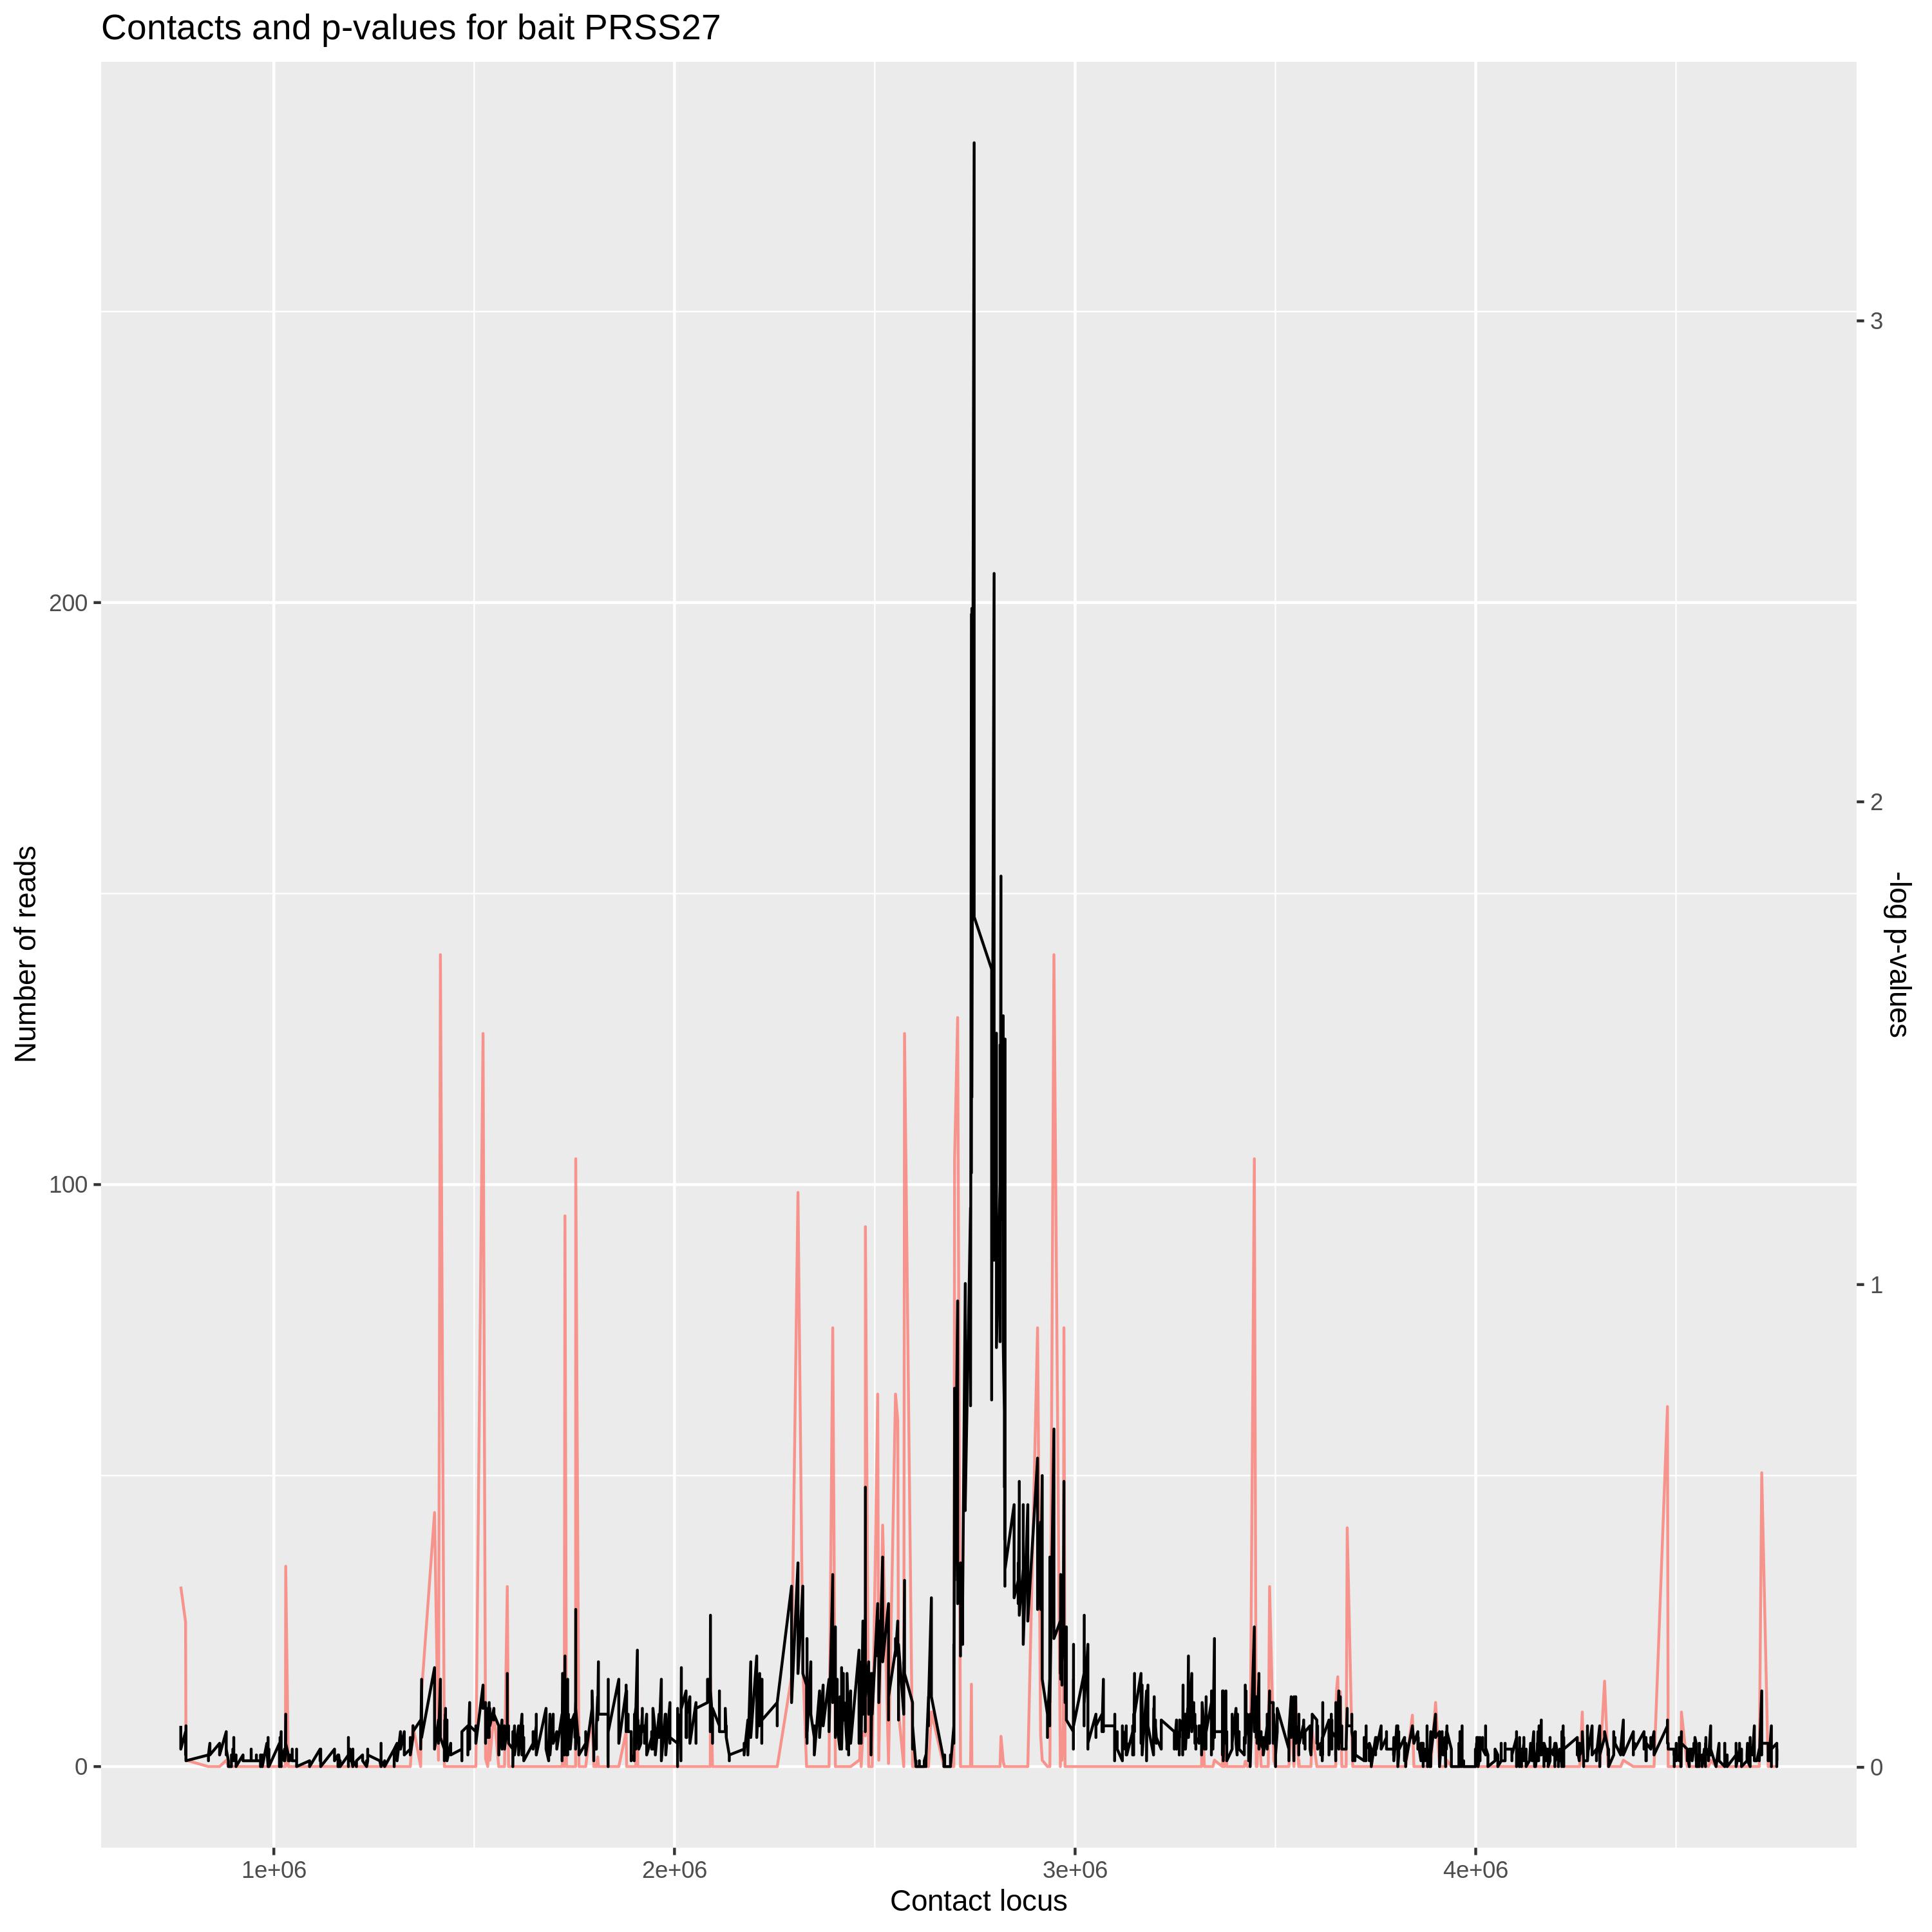 Contacts and p-values for bait PRSS27
Number of reads
200
100
0
3
2
1
0
-log p-values
1e+06
2e+06
3e+06
4e+06
Contact locus